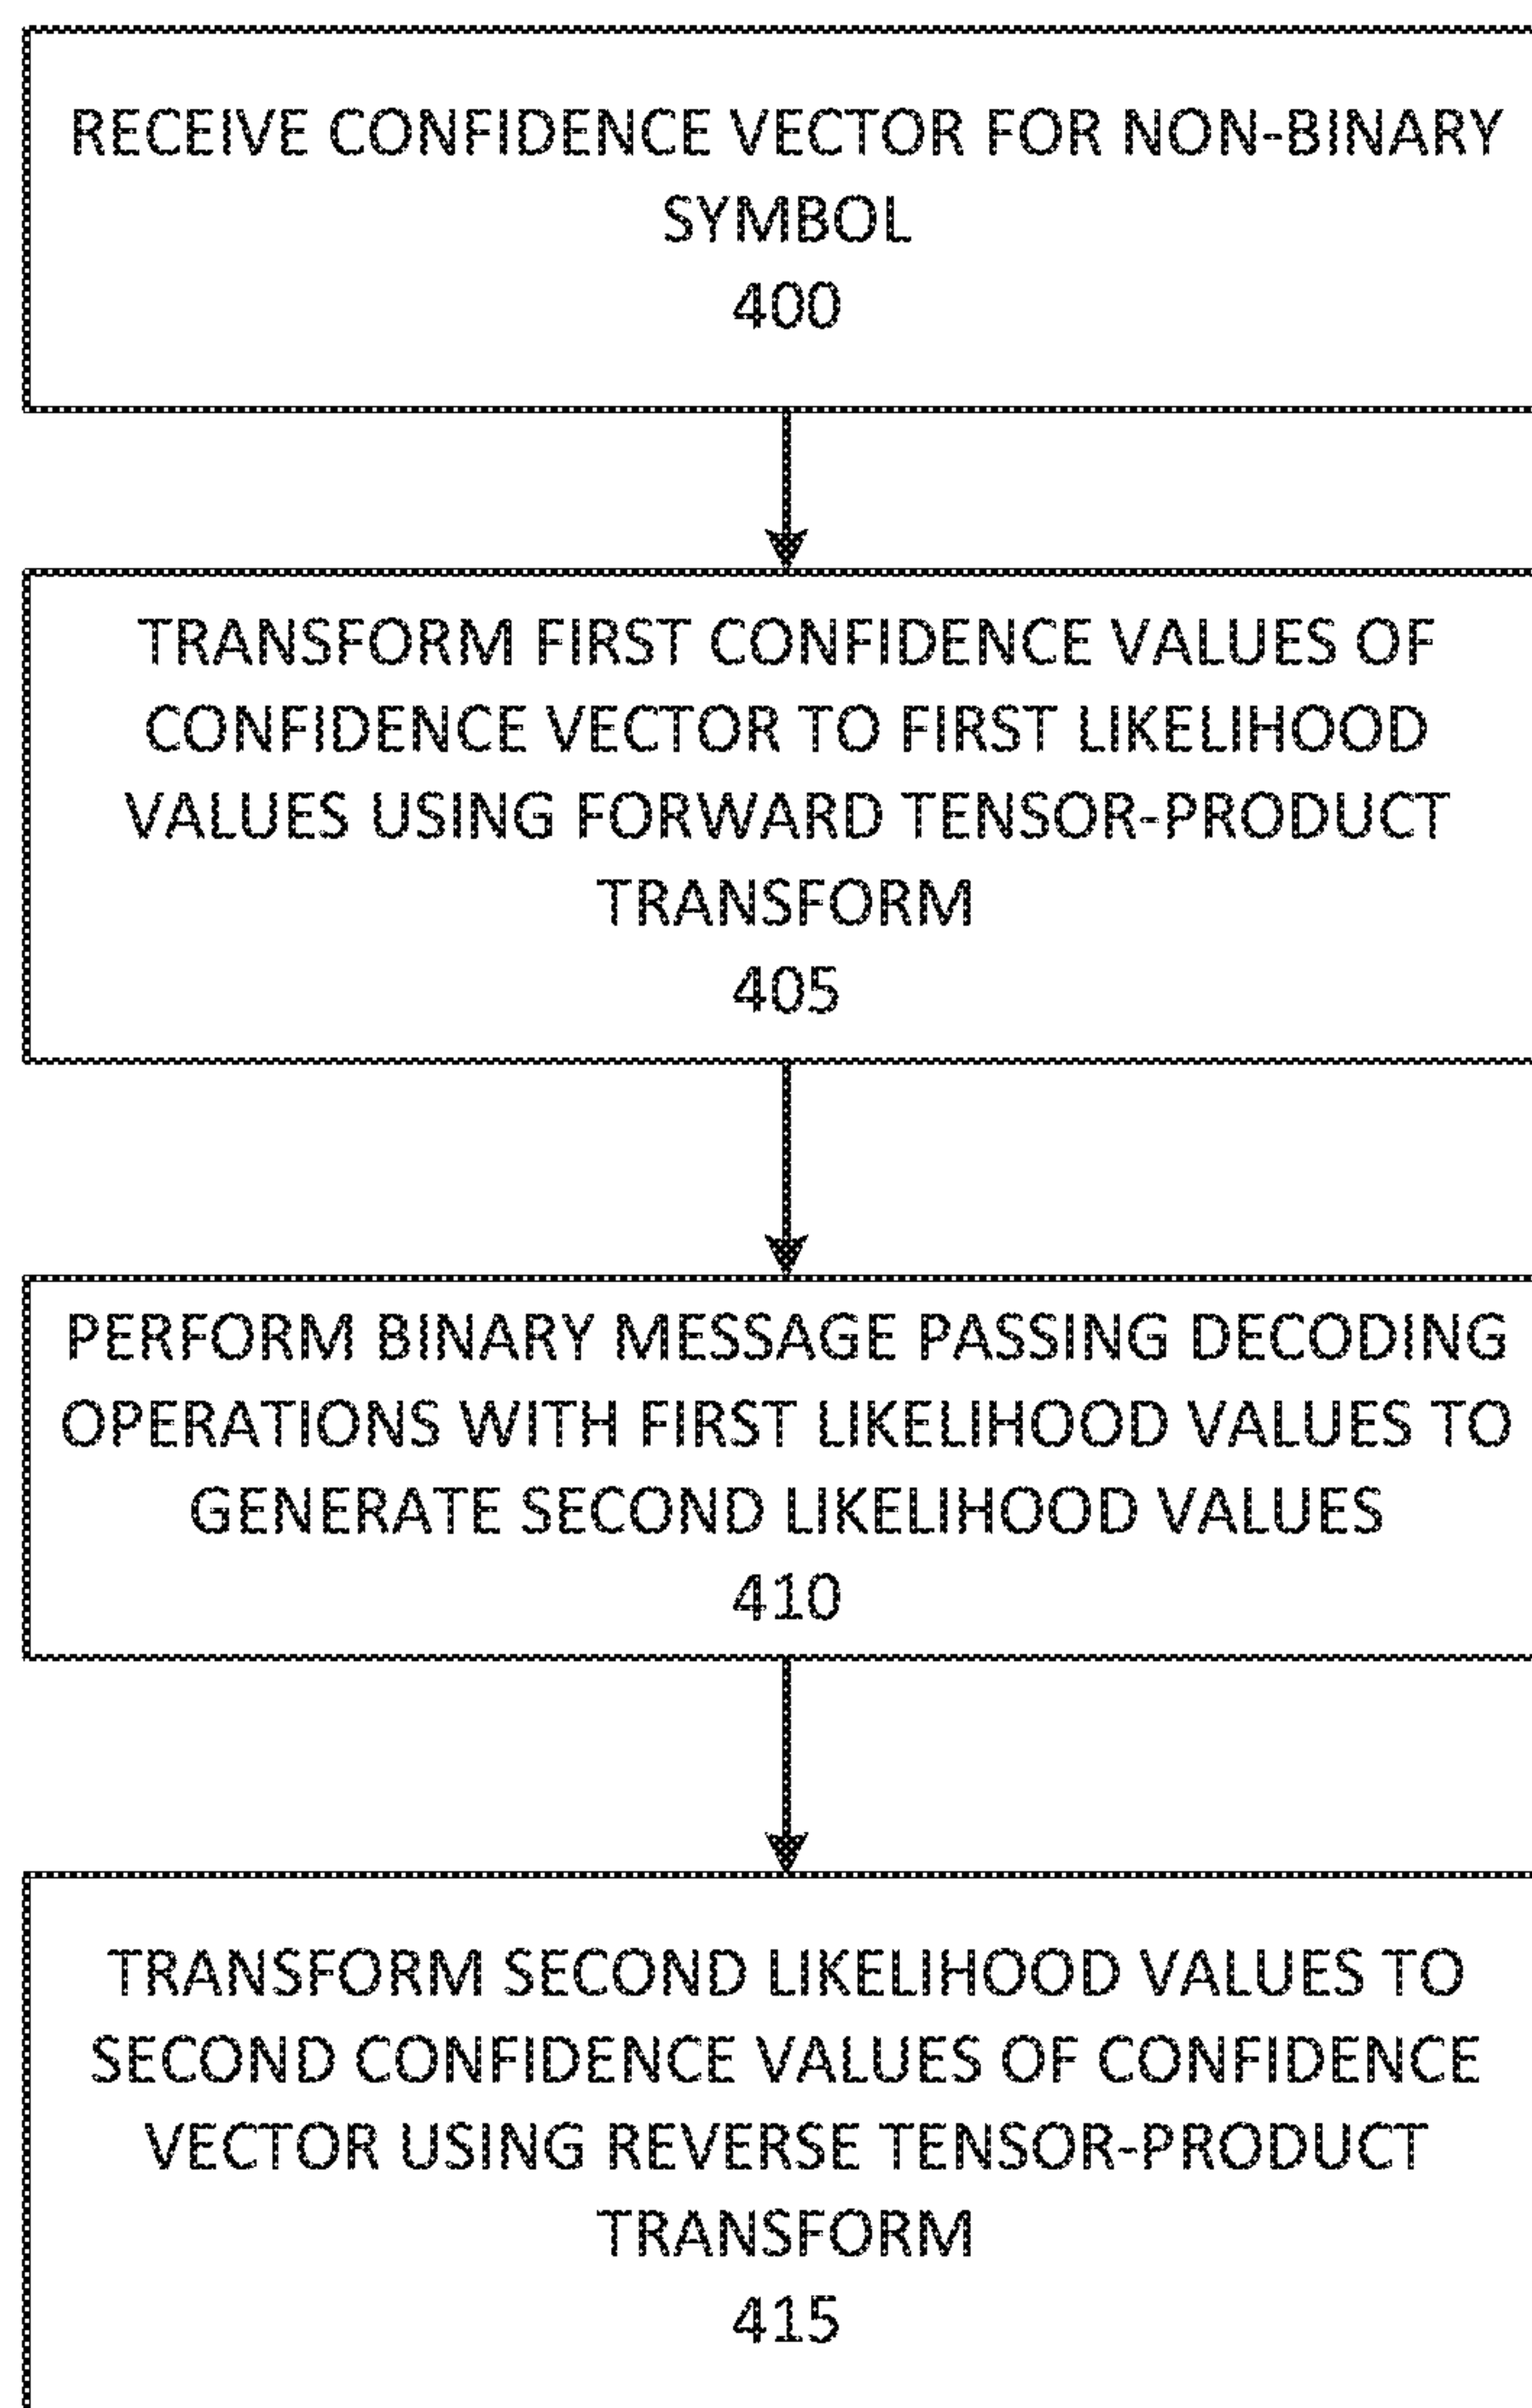 RECEIVE CONFIDENCE VECTOR FOR NON-BINARY
SYMBOL
400
TRANSFORM FIRST CONFIDENCE VALUES OF
CONFIDENCE VECTOR TO FIRST LIKELIHOOD
VALUES USING FORWARD TENSOR-PRODUCT
TRANSFORM
405
PERFORM BINARY MESSAGE PASSING DECODING
OPERATIONS WITH FIRST LIKELIHOOD VALUES TO
GENERATE SECOND LIKELIHOOD VALUES
410
TRANSFORM SECOND LIKELIHOOD VALUES TO
SECOND CONFIDENCE VALUES OF CONFIDENCE
VECTOR USING REVERSE TENSOR-PRODUCT
TRANSFORM
415